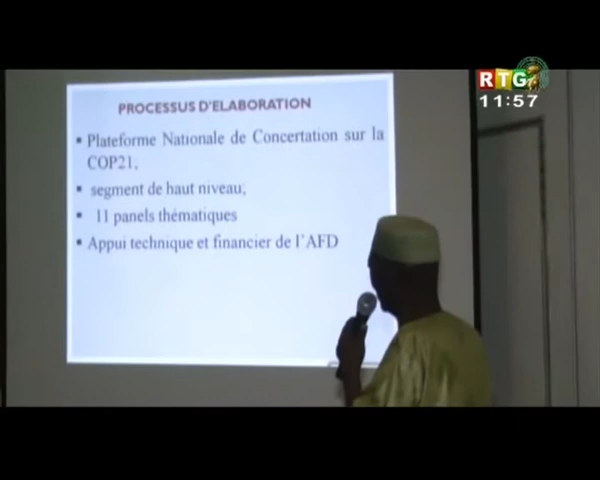 RTG
11:57
PROCESSUS D'ELABORATION
▪ Plateforme Nationale de Concertation sur la
COP21,
▪ segment de haut niveau;
▪ 11 panels thématiques
▪ Appui technique et financier de l'AFD